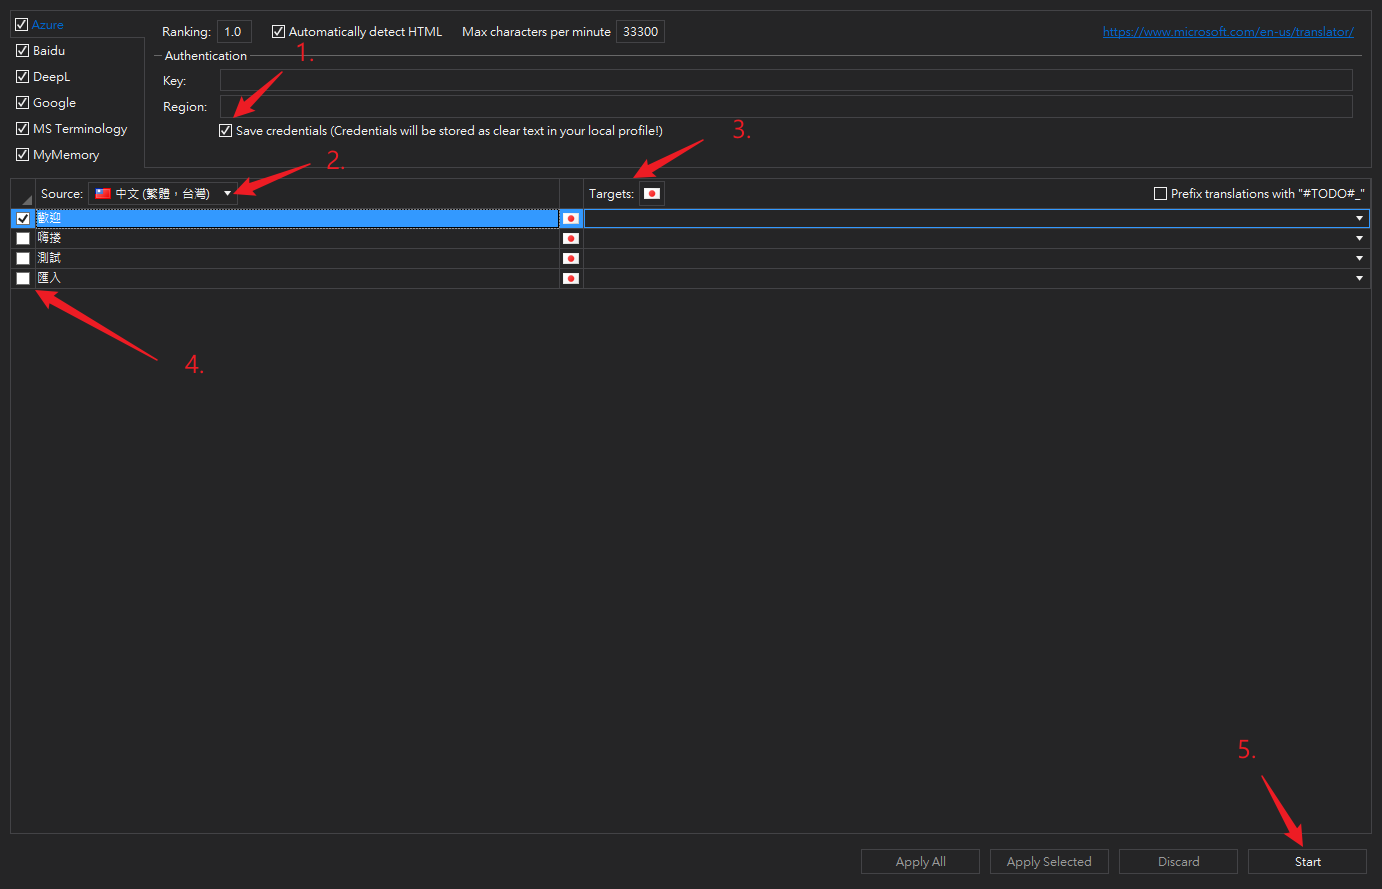 Azure
Baidu
DeepL
Google
MS Terminology
MyMemory
Ranking: 1.0 Automatically detect HTML Max characters per minute 33300 https://www.microsoft.com/en-us/translator/
1.
Authentication
Key:
Region:
Save credentials (Credentials will be stored as clear text in your local profile!)
3.
2.
Source: 中文 (繁體，台灣) Targets: Prefix translations with "#TODO#_"
歡迎
嗨摟
測試
匯入
4.
5.
Apply All Apply Selected Discard Start